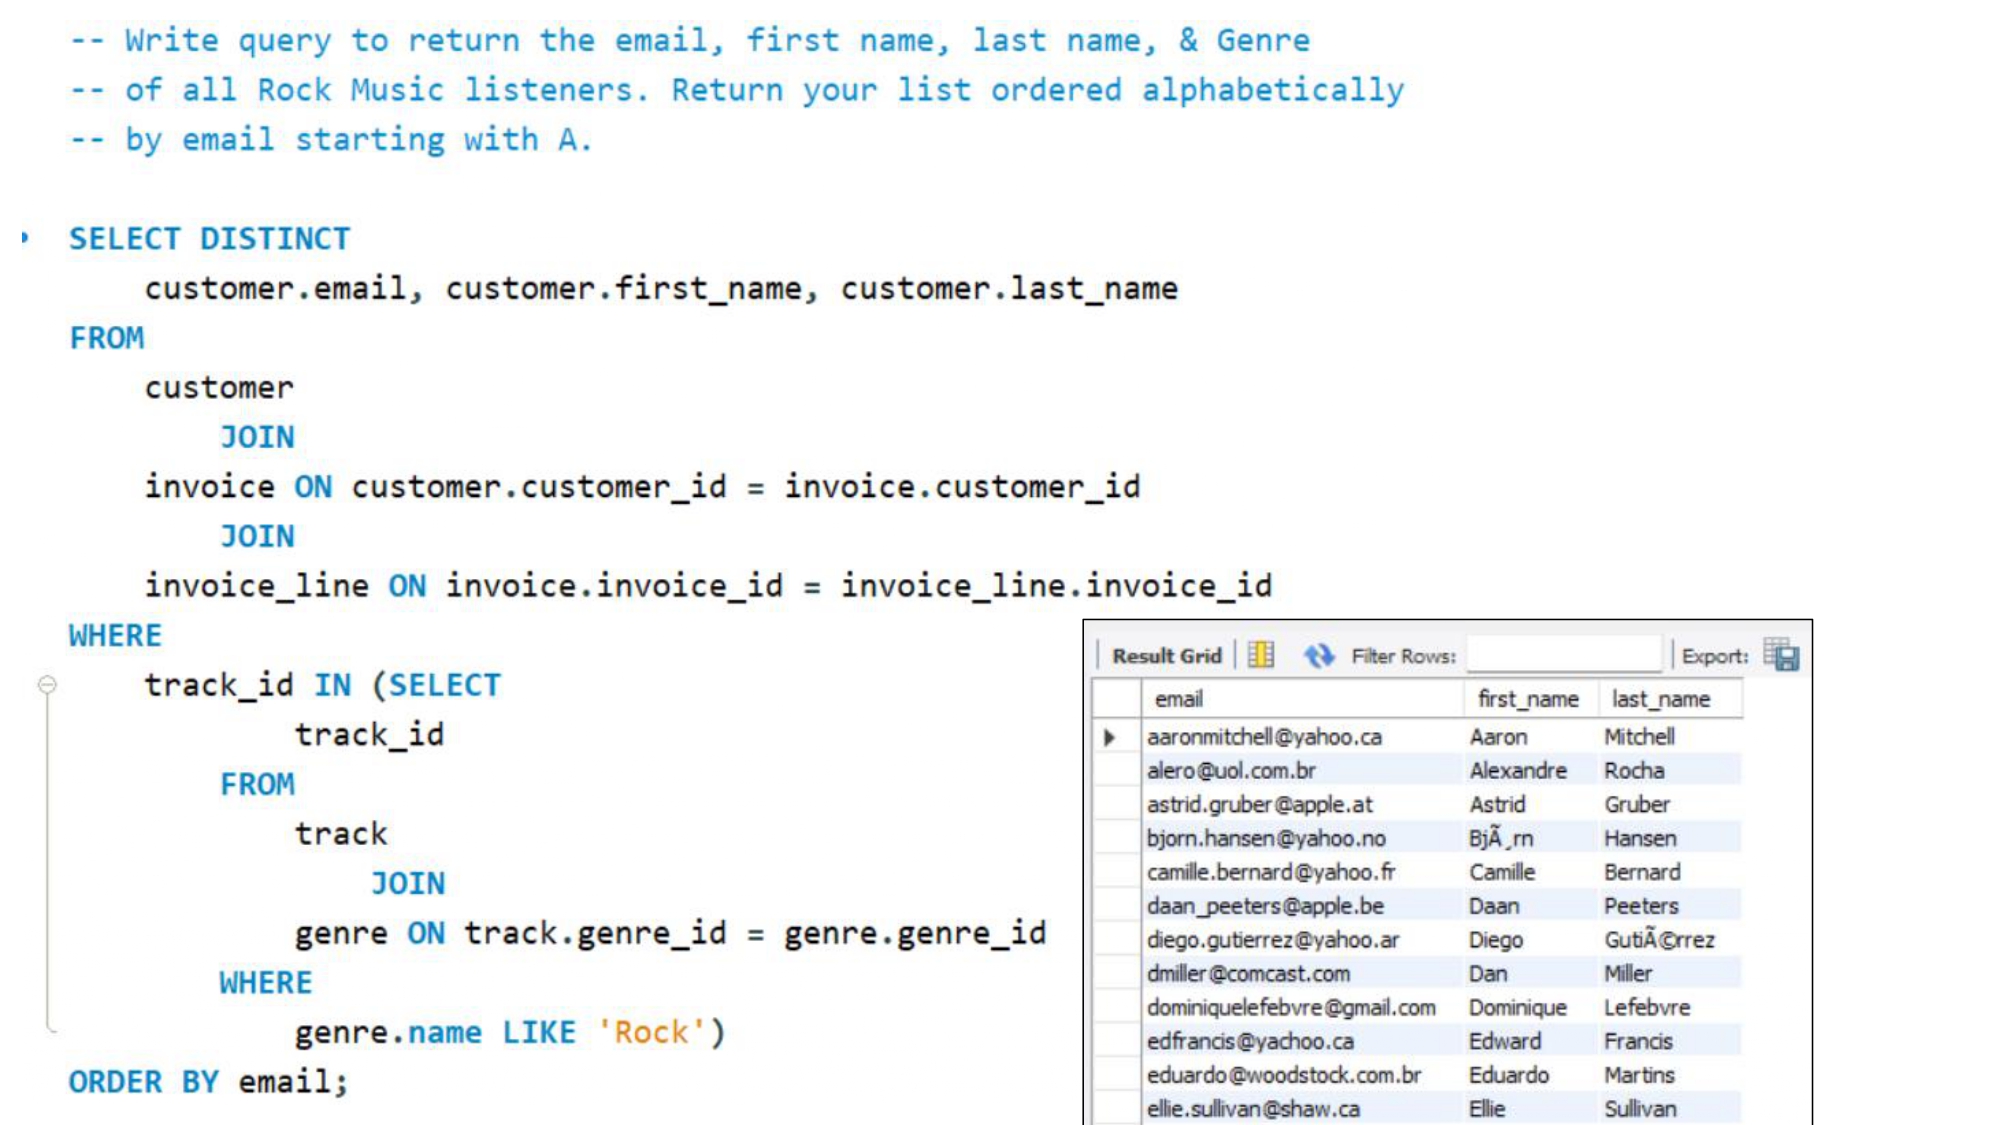 -- Write query to return the email, first name, last name, & Genre
-- of all Rock Music listeners. Return your list ordered alphabetically
-- by email starting with A.
SELECT DISTINCT
customer.email, customer.first_name, customer.last_name
FROM
customer
JOIN
invoice ON customer.customer_id = invoice.customer_id
JOIN
invoice_line ON invoice.invoice_id = invoice_line.invoice_id
WHERE
track_id IN (SELECT
track_id
FROM
track
JOIN
genre ON track.genre_id = genre.genre_id
WHERE
genre.name LIKE 'Rock')
ORDER BY email;
Result Grid Filter Rows: Export:
email first_name last_name
aaronmitchell@yahoo.ca Aaron Mitchell
alero@uol.com.br Alexandre Rocha
astrid.gruber@apple.at Astrid Gruber
bjorn.hansen@yahoo.no BjÃ¸rn Hansen
camille.bernard@yahoo.fr Camille Bernard
daan_peeters@apple.be Daan Peeters
diego.gutierrez@yahoo.ar Diego GutiÃ©rrez
dmiller@comcast.com Dan Miller
dominiquelefebvre@gmail.com Dominique Lefebvre
edfrancis@yachoo.ca Edward Francis
eduardo@woodstock.com.br Eduardo Martins
ellie.sullivan@shaw.ca Ellie Sullivan